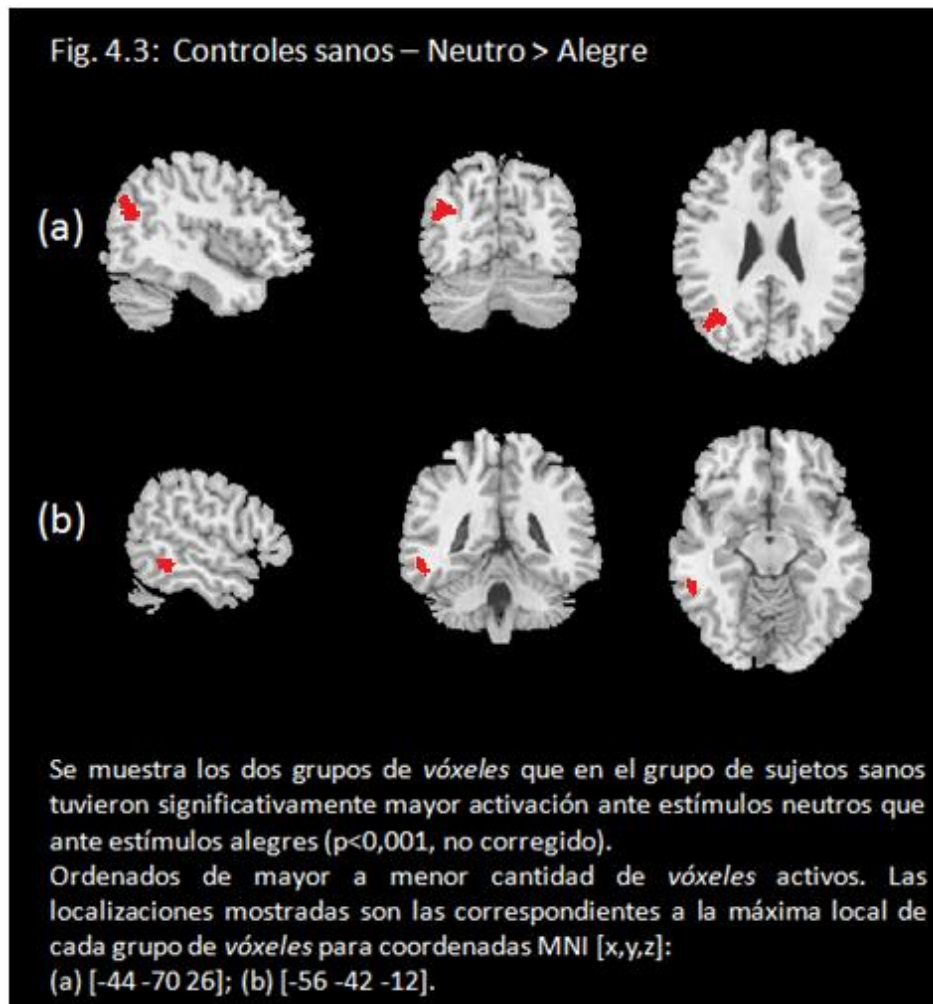 Fig. 4.3: Controles sanos – Neutro > Alegre
(a)
(b)
Se muestra los dos grupos de vóxeles que en el grupo de sujetos sanos
tuvieron significativamente mayor activación ante estímulos neutros que
ante estímulos alegres (p<0,001, no corregido).
Ordenados de mayor a menor cantidad de vóxeles activos. Las
localizaciones mostradas son las correspondientes a la máxima local de
cada grupo de vóxeles para coordenadas MNI [x,y,z]:
(a) [-44 -70 26]; (b) [-56 -42 -12].